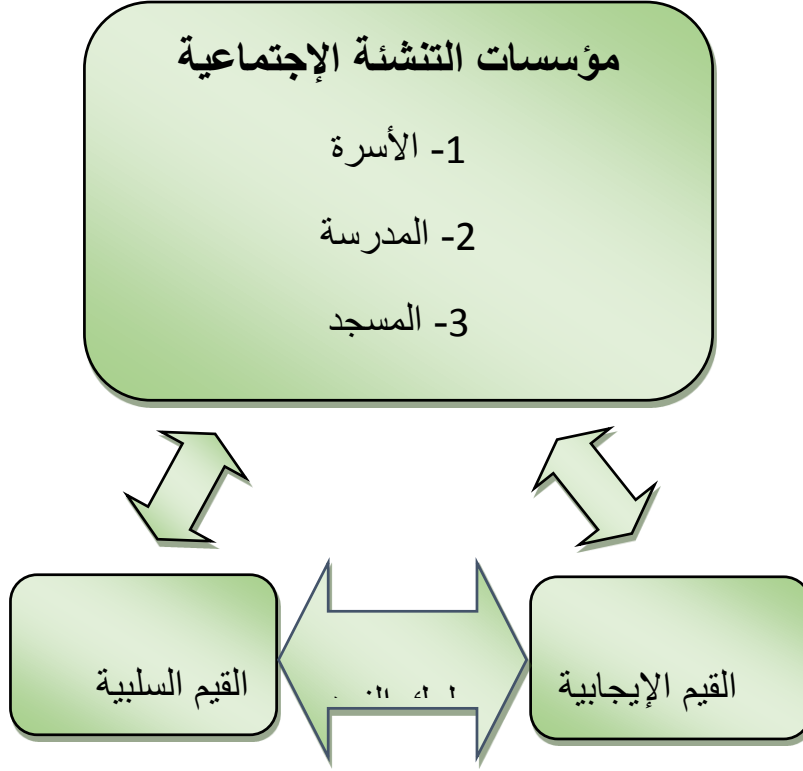 مؤسسات التنشئة الإجتماعية
1- الأسرة
2- المدرسة
3- المسجد
القيم الإيجابية
القيم السلبية